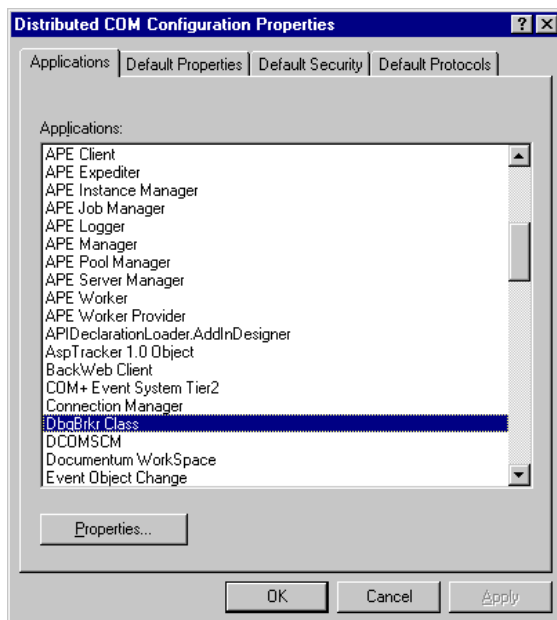 Distributed COM Configuration Properties
Applications
Default Properties
Default Security
Default Protocols
Applications:
APE Client
APE Expediter
APE Instance Manager
APE Job Manager
APE Logger
APE Manager
APE Pool Manager
APE Server Manager
APE Worker
APE Worker Provider
APIDeclarationLoader.AddInDesigner
AspTracker 1.0 Object
BackWeb Client
COM+ Event System Tier2
Connection Manager
DbgBrkr Class
DCOMSCM
Documentum WorkSpace
Event Object Change
Properties...
OK
Cancel
Apply